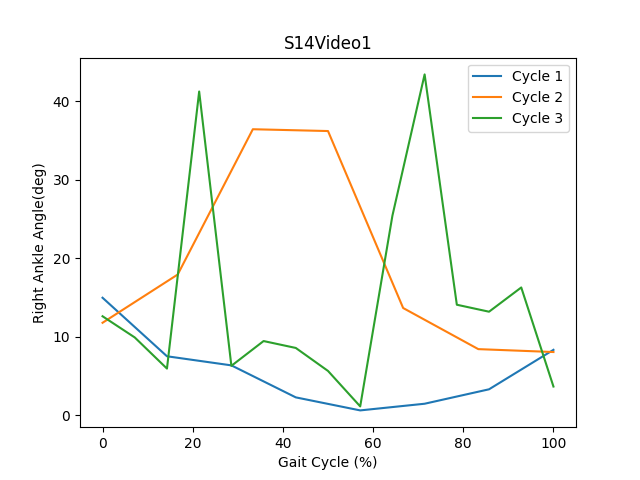 S14Video1
Cycle 1
Cycle 2
Cycle 3
Right Ankle Angle(deg)
40
30
20
10
0
0 20 40 60 80 100
Gait Cycle (%)